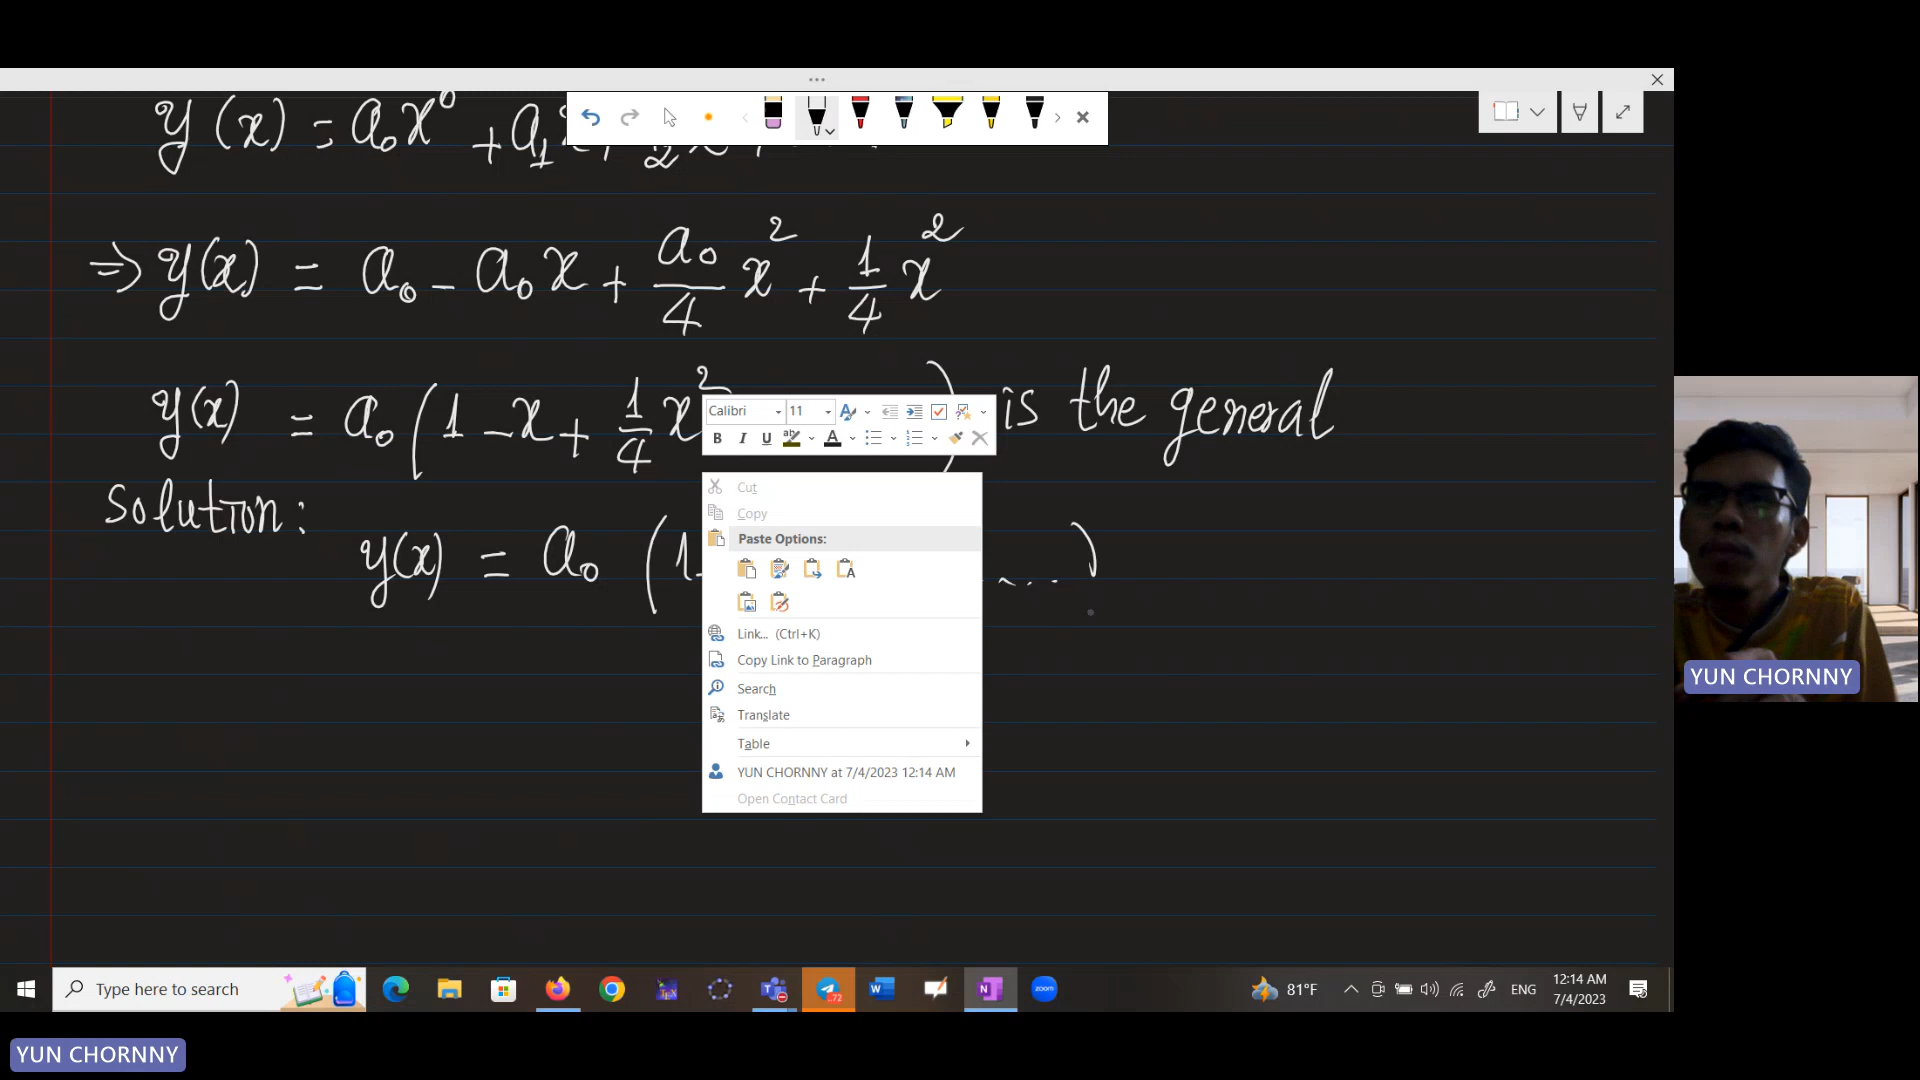 y(x) = a₀x⁰ + a₁
⇒ y(x) = a₀ - a₀x + a₀/4 x² + 1/4 x²
y(x) = a₀(1 - x + 1/4 x² ) is the general
Solution:
y(x) = a₀ (1- ....)
Calibri 11
B I U ab A
Cut
Copy
Paste Options:
Link... (Ctrl+K)
Copy Link to Paragraph
Search
Translate
Table
YUN CHORNNY at 7/4/2023 12:14 AM
Open Contact Card
YUN CHORNNY
Type here to search
72
W
N
zoom
81°F
ENG
12:14 AM
7/4/2023
YUN CHORNNY